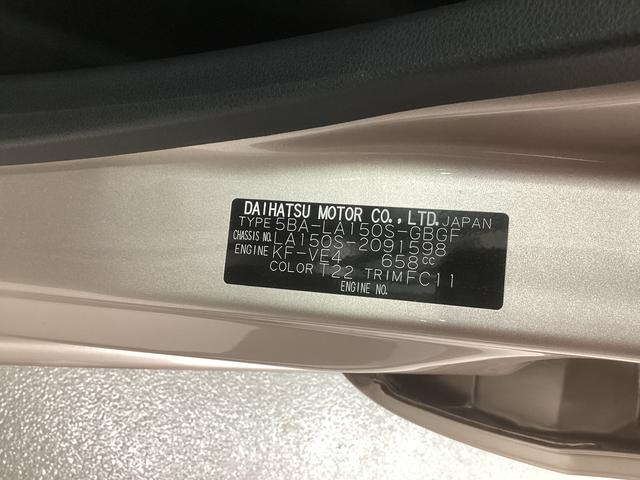 DAIHATSU MOTOR CO., LTD. JAPAN
TYPE 5BA-LA150S-GBGF
CHASSIS NO. LA150S-2091598
ENGINE KF-VE4 658cc
COLOR T22 TRIM FC11
ENGINE NO.